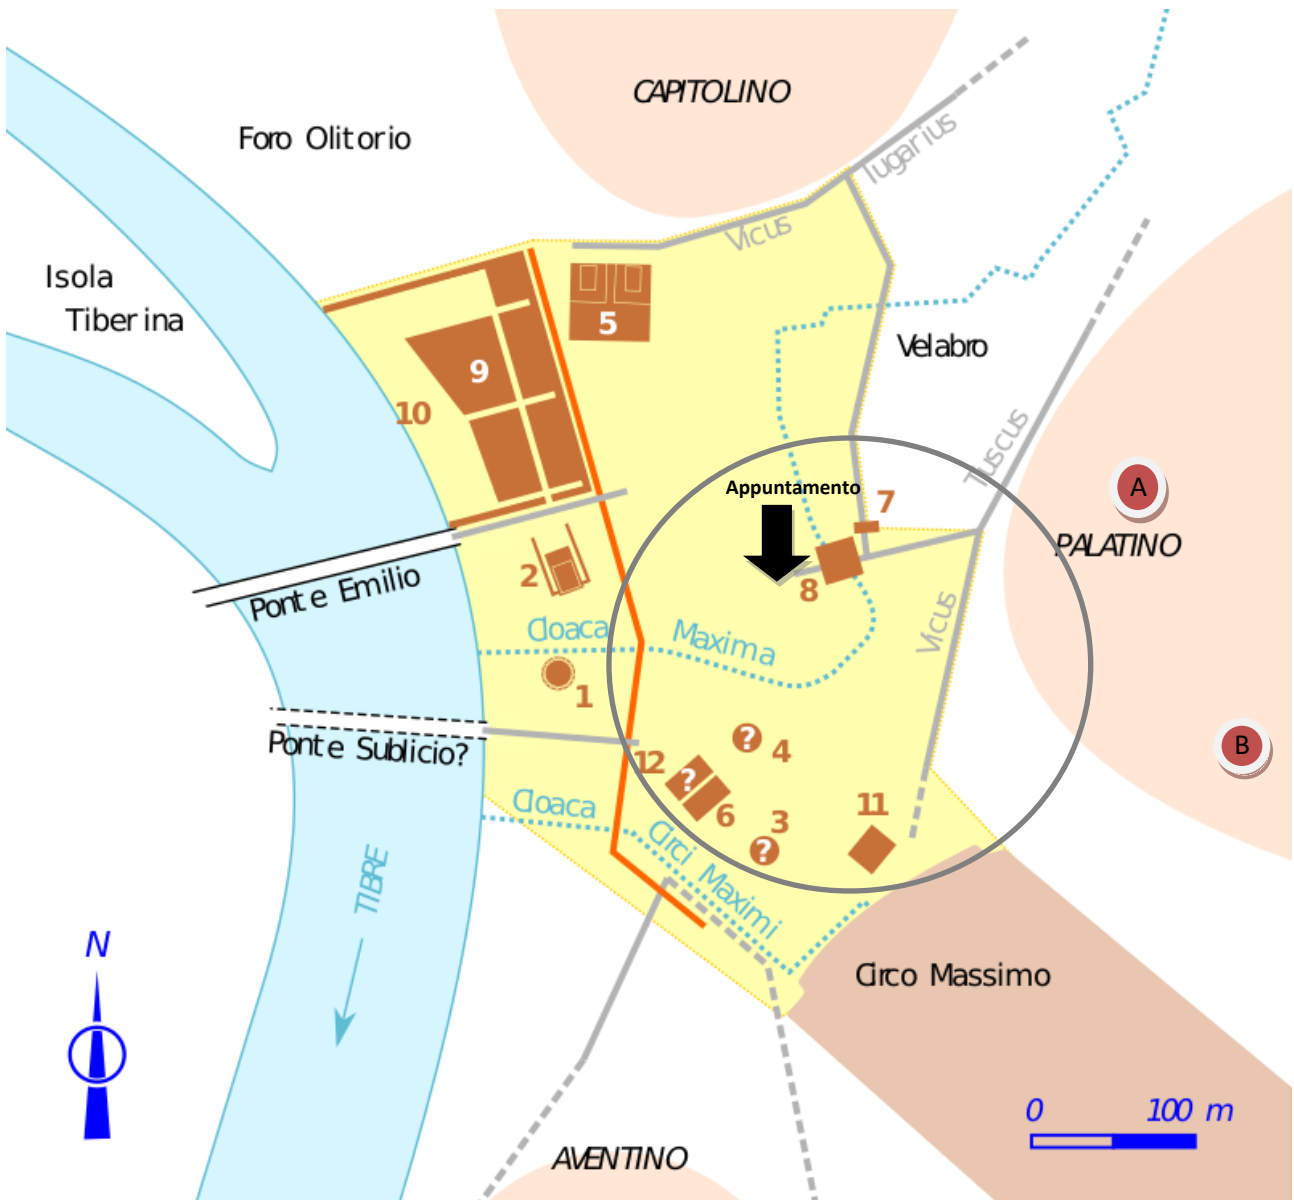 CAPITOLINO
Foro Olitorio
Iugarius
Vicus
Isola
Tiberina
5
Velabro
9
10
Tuscus
Appuntamento
7
A
PALATINO
2
8
Ponte Emilio
Cloaca
Maxima
Vicus
1
Ponte Sublicio?
12
?
4
B
?
6
Cloaca
3
?
11
Circi Maximi
TIBRE
N
Circo Massimo
0
100 m
AVENTINO